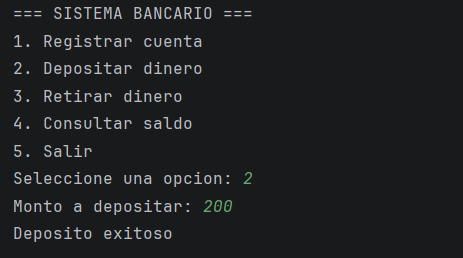 === SISTEMA BANCARIO ===
1. Registrar cuenta
2. Depositar dinero
3. Retirar dinero
4. Consultar saldo
5. Salir
Seleccione una opcion: 2
Monto a depositar: 200
Deposito exitoso